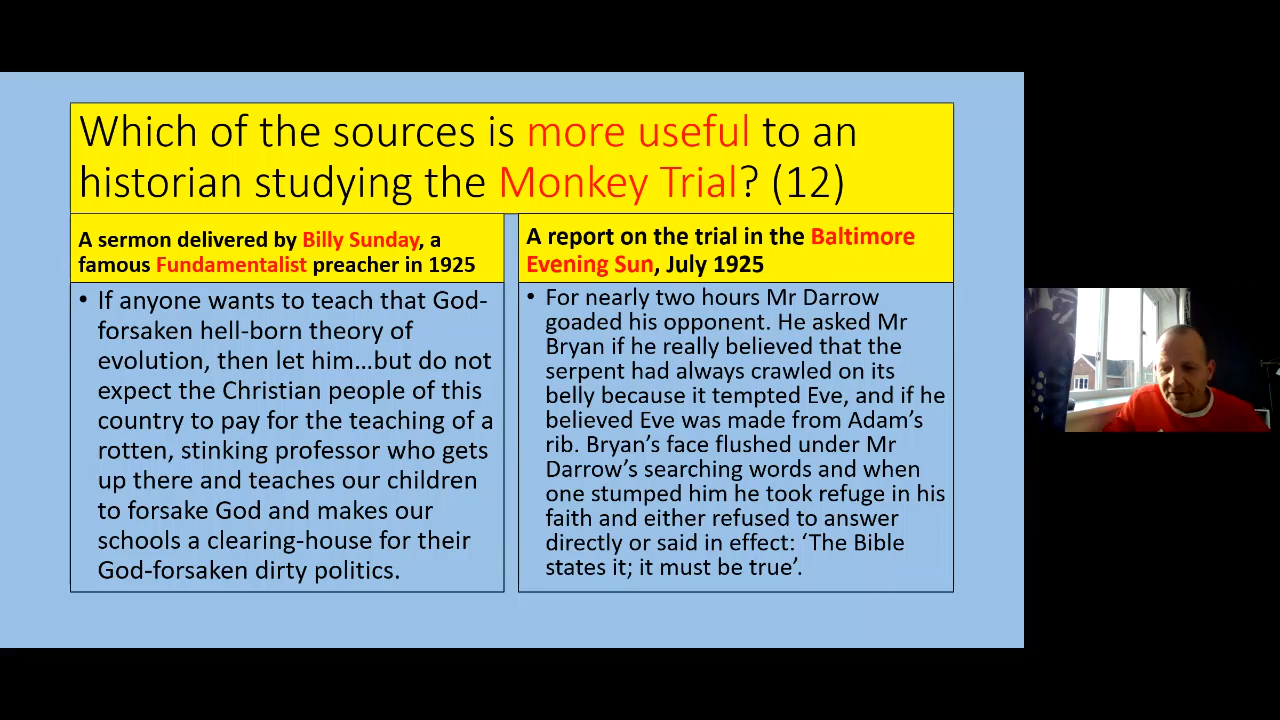 Which of the sources is more useful to an
historian studying the Monkey Trial? (12)
A sermon delivered by Billy Sunday, a
famous Fundamentalist preacher in 1925
• If anyone wants to teach that God-
forsaken hell-born theory of
evolution, then let him…but do not
expect the Christian people of this
country to pay for the teaching of a
rotten, stinking professor who gets
up there and teaches our children
to forsake God and makes our
schools a clearing-house for their
God-forsaken dirty politics.
A report on the trial in the Baltimore
Evening Sun, July 1925
• For nearly two hours Mr Darrow
goaded his opponent. He asked Mr
Bryan if he really believed that the
serpent had always crawled on its
belly because it tempted Eve, and if he
believed Eve was made from Adam’s
rib. Bryan’s face flushed under Mr
Darrow’s searching words and when
one stumped him he took refuge in his
faith and either refused to answer
directly or said in effect: ‘The Bible
states it; it must be true’.